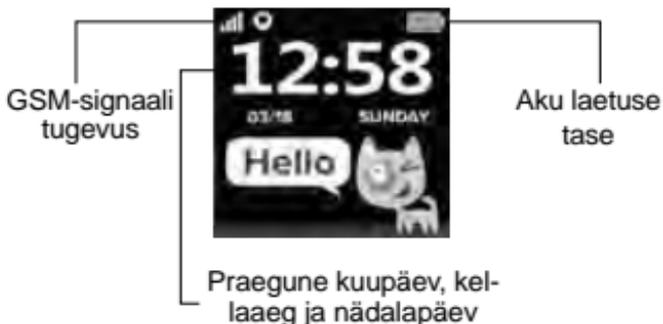 12:58
03/18 SUNDAY
Hello
GSM-signaali
tugevus
Aku laetuse
tase
Praegune kuupäev, kel-
laaeg ja nädalapäev